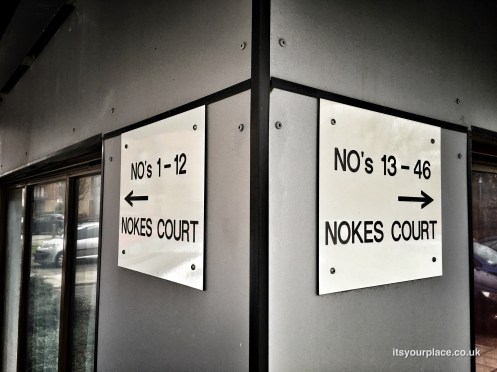 NO's 1-12
←
NOKES COURT
NO's 13-46
→
NOKES COURT
itsyourplace.co.uk